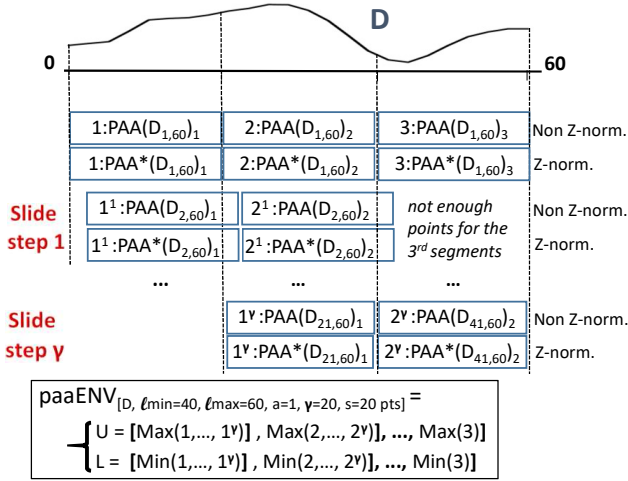 D
0 60
1:PAA(D1,60)1 2:PAA(D1,60)2 3:PAA(D1,60)3 Non Z-norm.
1:PAA*(D1,60)1 2:PAA*(D1,60)2 3:PAA*(D1,60)3 Z-norm.
Slide step 1
1¹:PAA(D2,60)1 2¹:PAA(D2,60)2 Non Z-norm.
1¹:PAA*(D2,60)1 2¹:PAA*(D2,60)2 Z-norm.
not enough
points for the
3rd segments
... ... ...
Slide
step γ
1ᵞ:PAA(D21,60)1 2ᵞ:PAA(D41,60)2 Non Z-norm.
1ᵞ:PAA*(D21,60)1 2ᵞ:PAA*(D41,60)2 Z-norm.
paaENV[D, ℓmin=40, ℓmax=60, a=1, γ=20, s=20 pts] =
U = [Max(1,..., 1ᵞ)] , Max(2,..., 2ᵞ)], ..., Max(3)]
L = [Min(1,..., 1ᵞ)] , Min(2,..., 2ᵞ)], ..., Min(3)]